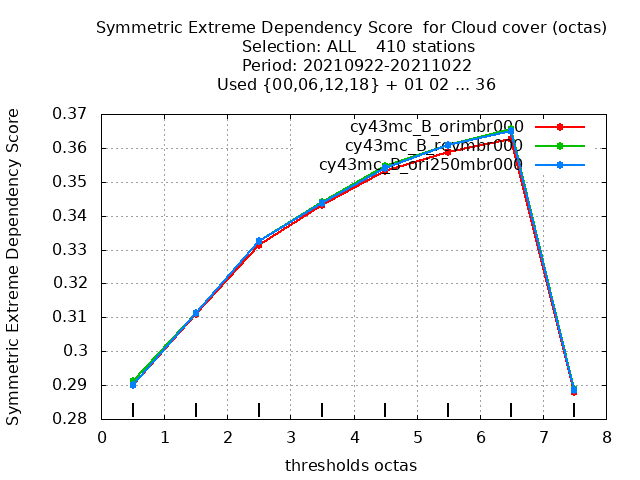 Symmetric Extreme Dependency Score  for Cloud cover (octas)
Selection: ALL    410 stations
Period: 20210922-20211022
Used {00,06,12,18} + 01 02 ... 36
Symmetric Extreme Dependency Score
0.37
0.36
0.35
0.34
0.33
0.32
0.31
0.3
0.29
0.28
cy43mc_B_orimbr000
cy43mc_B_revmbr000
cy43mc_B_ori250mbr000
0 1 2 3 4 5 6 7 8
thresholds octas